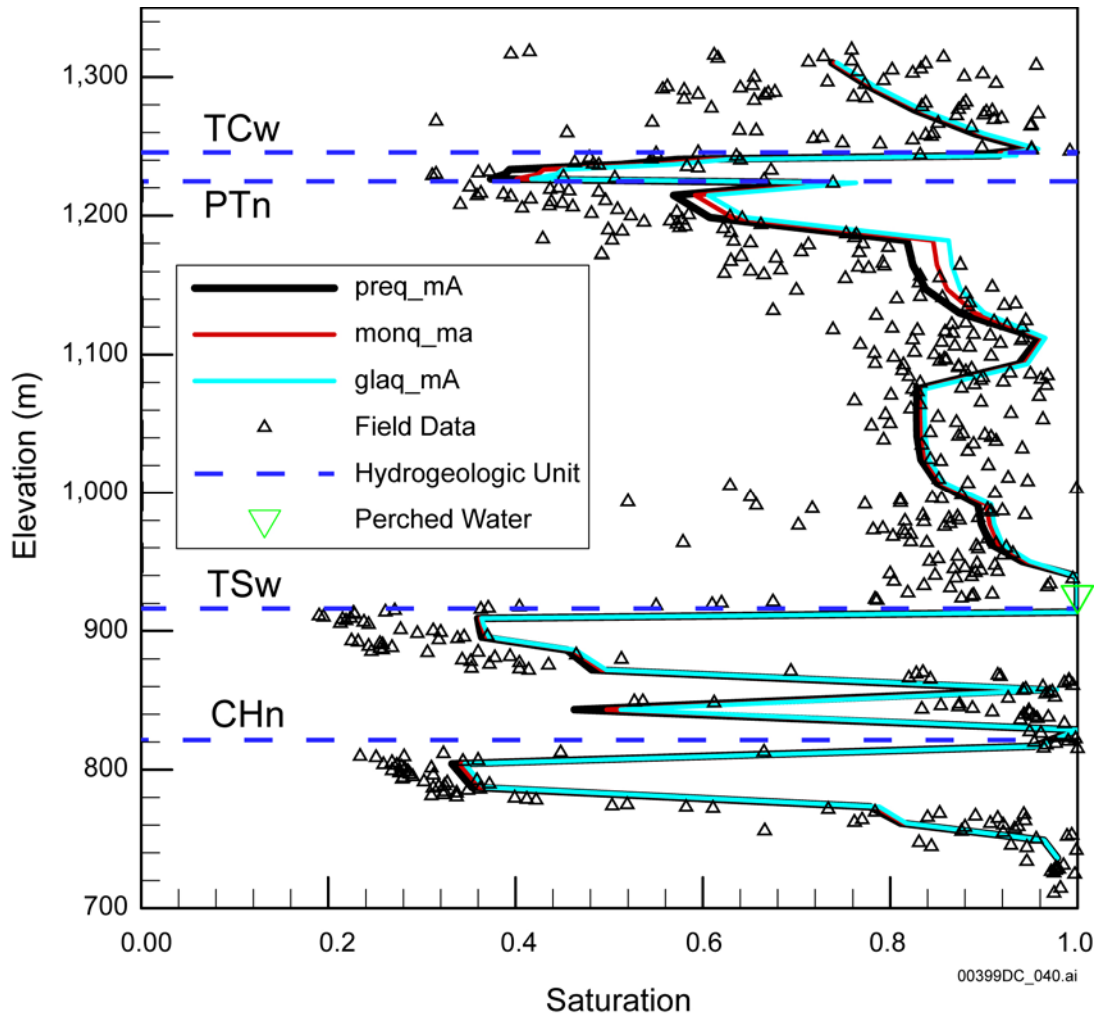 1,300
TCw
PTn
1,200
preq_mA
monq_ma
1,100
glaq_mA
Field Data
Hydrogeologic Unit
1,000
Perched Water
Elevation (m)
TSw
900
CHn
800
700
0.00
0.2
0.4
0.6
0.8
1.0
00399DC_040.ai
Saturation